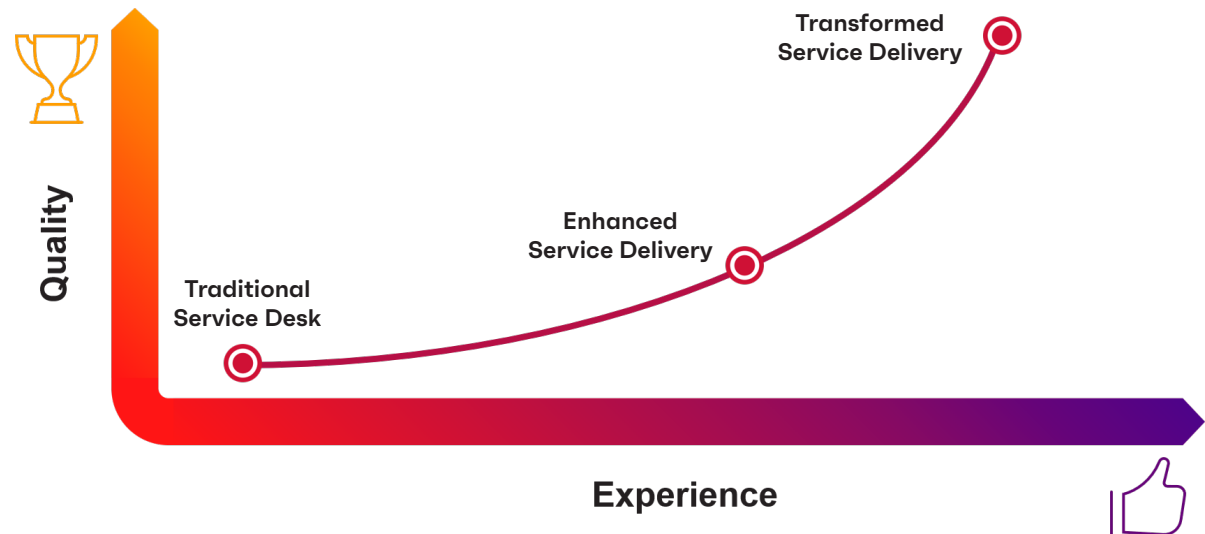 Transformed
Service Delivery
Enhanced
Service Delivery
Quality
Traditional
Service Desk
Experience